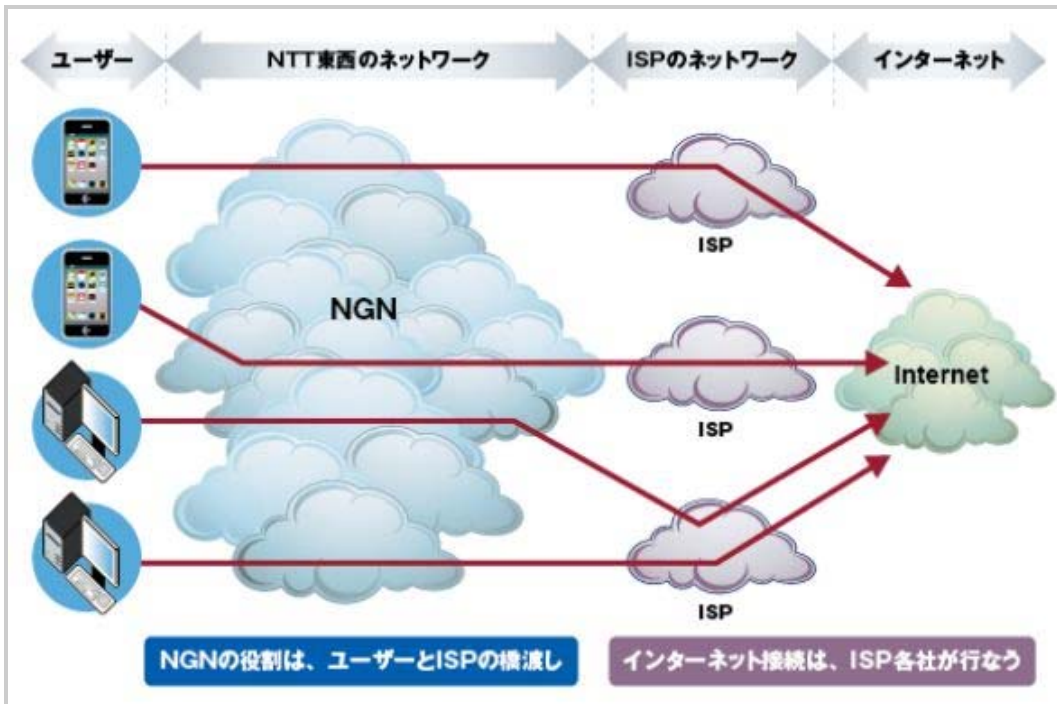 ユーザー
NTT東西のネットワーク
ISPのネットワーク
インターネット
ISP
NGN
Internet
ISP
ISP
NGNの役割は、ユーザーとISPの橋渡し
インターネット接続は、ISP各社が行なう